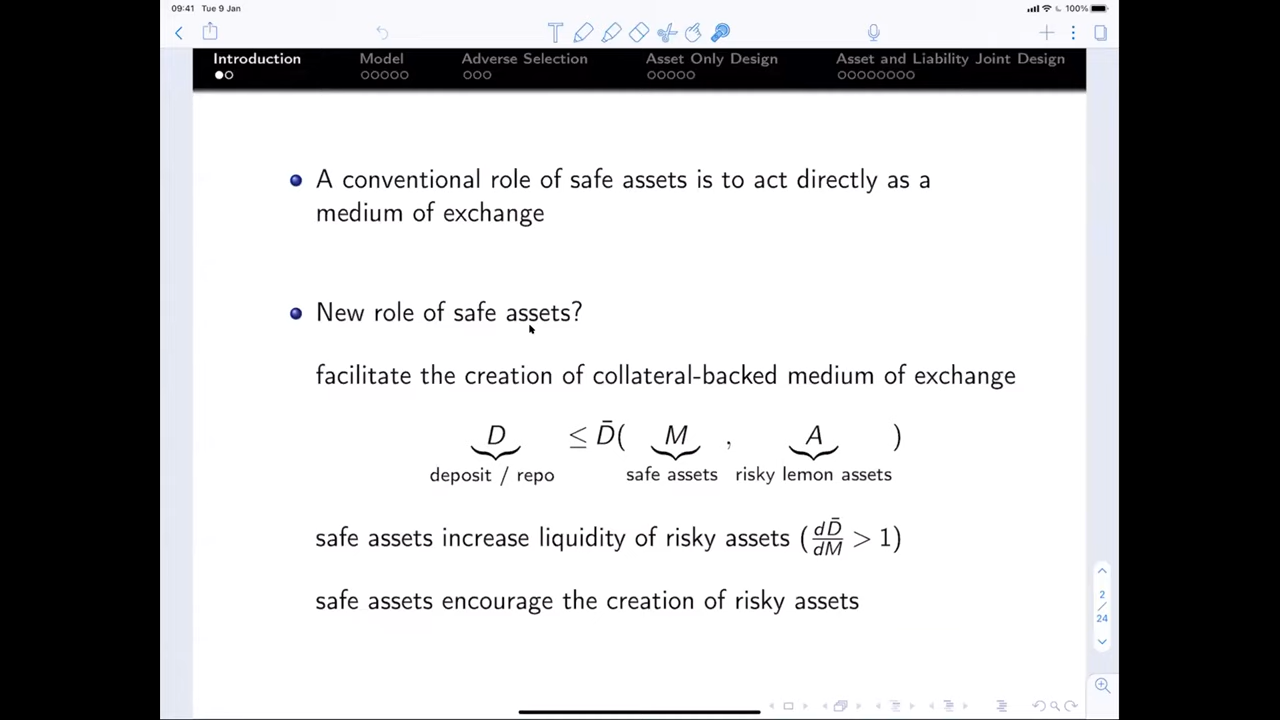 09:41 Tue 9 Jan 100%
Introduction Model Adverse Selection Asset Only Design Asset and Liability Joint Design
A conventional role of safe assets is to act directly as a
medium of exchange
New role of safe assets?
facilitate the creation of collateral-backed medium of exchange
D ≤ D̄( M , A )
deposit / repo safe assets risky lemon assets
safe assets increase liquidity of risky assets (dD̄/dM > 1)
safe assets encourage the creation of risky assets
2
/
24